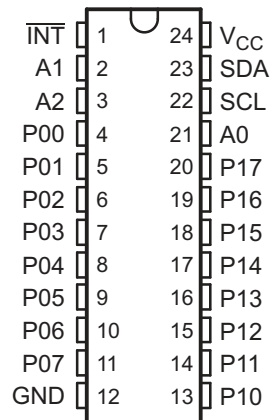 I̅N̅T̅ 1 24 VCC
A1 2 23 SDA
A2 3 22 SCL
P00 4 21 A0
P01 5 20 P17
P02 6 19 P16
P03 7 18 P15
P04 8 17 P14
P05 9 16 P13
P06 10 15 P12
P07 11 14 P11
GND 12 13 P10